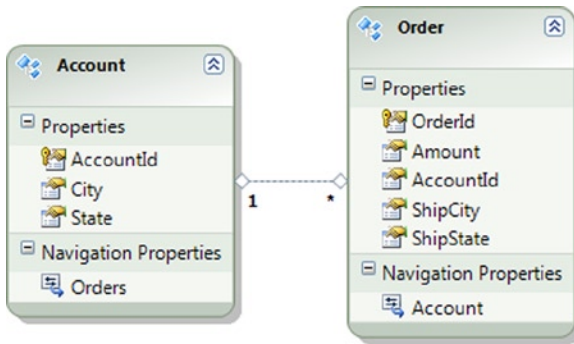 Account
Properties
AccountId
City
State
Navigation Properties
Orders
1
*
Order
Properties
OrderId
Amount
AccountId
ShipCity
ShipState
Navigation Properties
Account